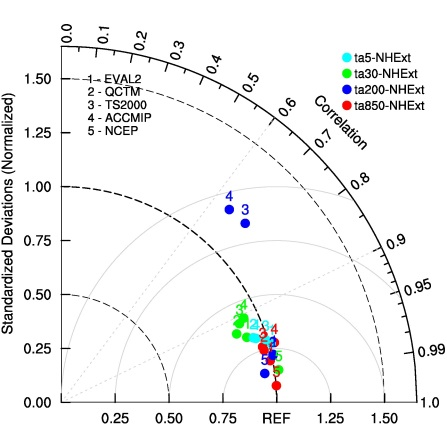 0.0 0.1 0.2 0.3 0.4 0.5 0.6 0.7 0.8 0.9 0.95 0.99 1.0
Correlation
ta5-NHExt
ta30-NHExt
ta200-NHExt
ta850-NHExt
1 - EVAL2
2 - QCTM
3 - TS2000
4 - ACCMIP
5 - NCEP
Standardized Deviations (Normalized)
1.50
1.25
1.00
0.75
0.50
0.25
0.00
4
3
0.25 0.50 0.75 REF 1.25 1.50